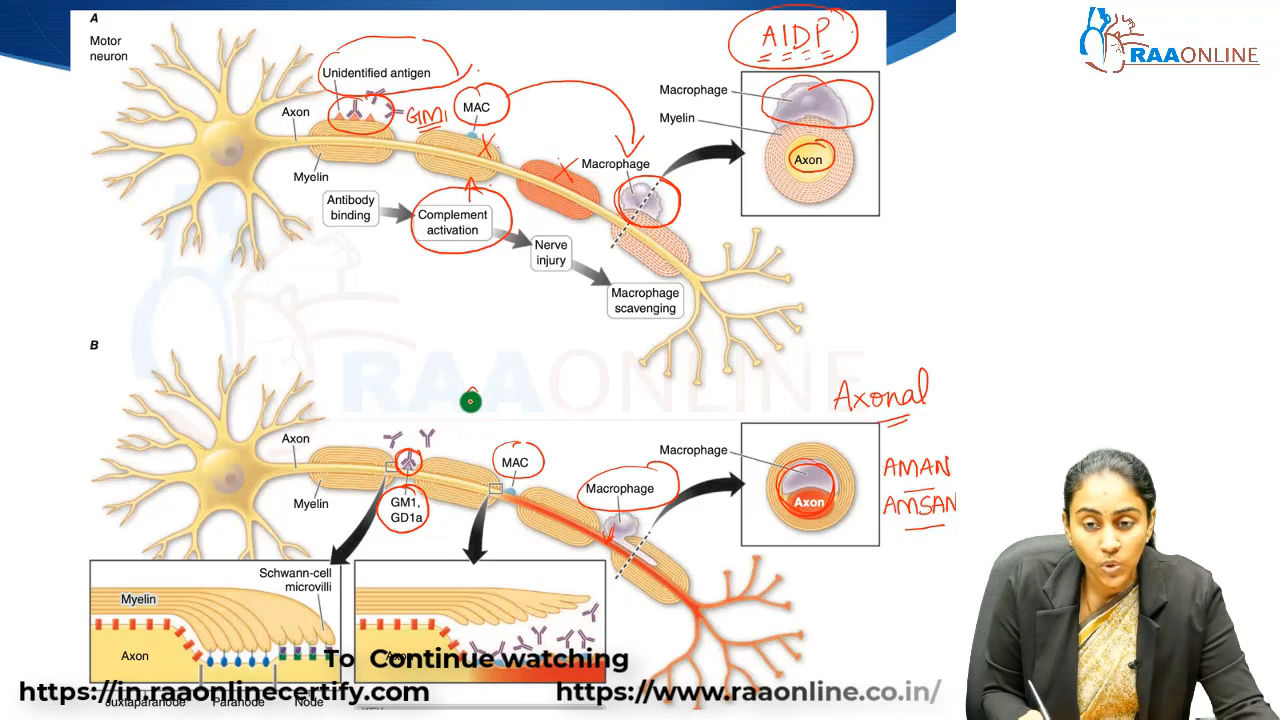 A
Motor
neuron
AIDP
RAAONLINE
Unidentified antigen
Axon
GM1
MAC
Macrophage
Myelin
Axon
Macrophage
Myelin
Antibody
binding
Complement
activation
Nerve
injury
Macrophage
scavenging
RAAONLINE
B
Axonal
Axon
Myelin
GM1,
GD1a
MAC
Macrophage
Macrophage
Axon
AMAN
AMSAN
Schwann-cell
microvilli
Myelin
Axon
To Continue watching
https://in.raaonlinecertify.com
https://www.raaonline.co.in/
Juxtaparanode
Paranode
Node